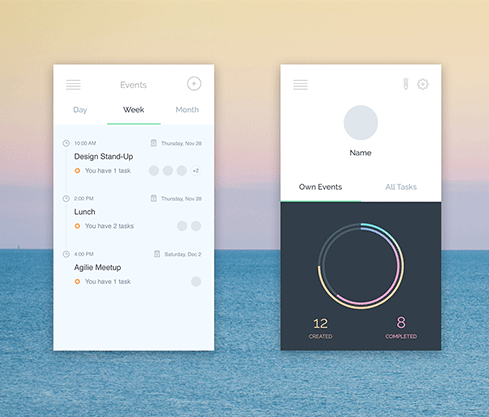 Events
Day Week Month
10:00 AM Thursday, Nov 28
Design Stand-Up
You have 1 task +2
2:00 PM Thursday, Nov 28
Lunch
You have 2 tasks
4:00 PM Saturday, Dec 2
Agilie Meetup
You have 1 task
Name
Own Events All Tasks
12 8
CREATED COMPLETED